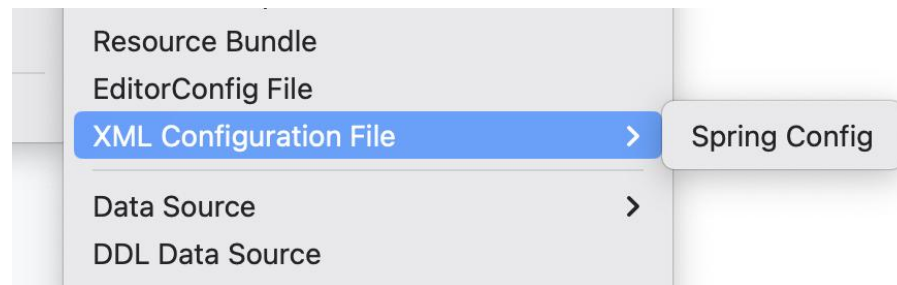 Resource Bundle
EditorConfig File
XML Configuration File
Spring Config
Data Source
DDL Data Source